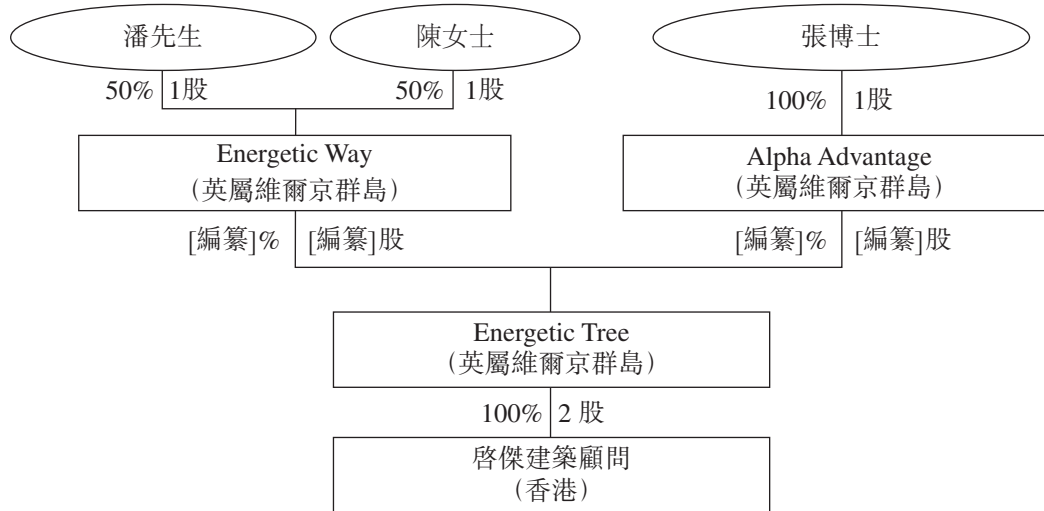 潘先生
陳女士
張博士
50% 1股
50% 1股
100% 1股
Energetic Way
(英屬維爾京群島)
Alpha Advantage
(英屬維爾京群島)
[編纂]% [編纂]股
[編纂]% [編纂]股
Energetic Tree
(英屬維爾京群島)
100% 2 股
啓傑建築顧問
(香港)